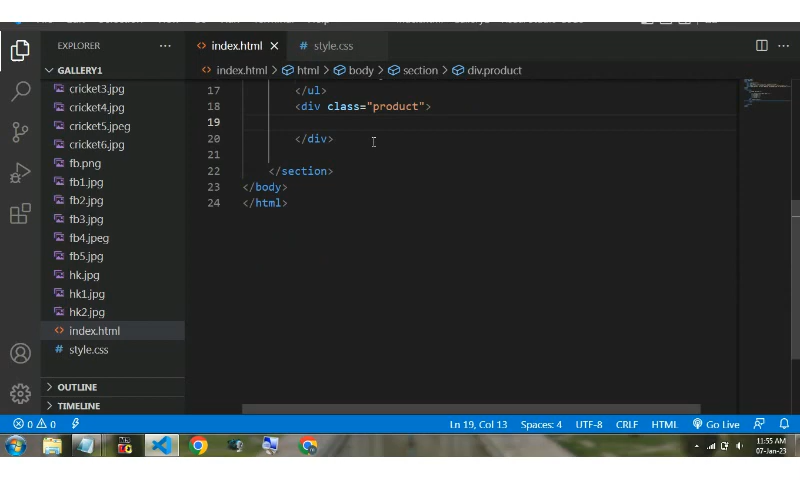 EXPLORER
index.html
style.css
GALLERY1
index.html > html > body > section > div.product
cricket3.jpg
cricket4.jpg
cricket5.jpeg
cricket6.jpg
fb.png
fb1.jpg
fb2.jpg
fb3.jpg
fb4.jpeg
fb5.jpg
hk.jpg
hk1.jpg
hk2.jpg
index.html
style.css
OUTLINE
TIMELINE
17 </ul>
18 <div class="product">
19
20 </div>
21
22 </section>
23 </body>
24 </html>
0 0
Ln 19, Col 13 Spaces: 4 UTF-8 CRLF HTML Go Live
11:55 AM
07-Jan-23